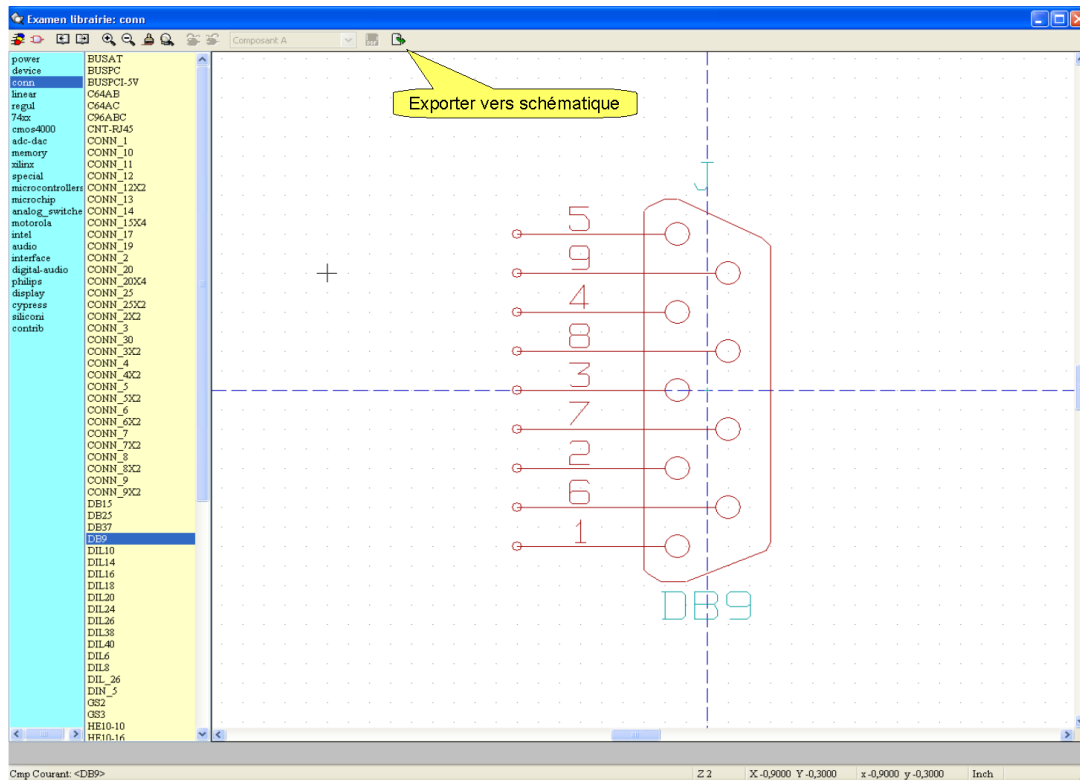 Examen librairie: conn
Composant A
Exporter vers schématique
power
device
conn
linear
regul
74xx
cmos4000
adc-dac
memory
xilinx
special
microcontrollers
microchip
analog_switche
motorola
intel
audio
interface
digital-audio
philips
display
cypress
siliconi
contrib
BUSAT
BUSPC
BUSPCI-5V
C64AB
C64AC
C96ABC
CNT-RJ45
CONN_1
CONN_10
CONN_11
CONN_12
CONN_12X2
CONN_13
CONN_14
CONN_15X4
CONN_17
CONN_19
CONN_2
CONN_20
CONN_20X4
CONN_25
CONN_25X2
CONN_2X2
CONN_3
CONN_30
CONN_3X2
CONN_4
CONN_4X2
CONN_5
CONN_5X2
CONN_6
CONN_6X2
CONN_7
CONN_7X2
CONN_8
CONN_8X2
CONN_9
CONN_9X2
DB15
DB25
DB37
DB9
DIL10
DIL14
DIL16
DIL18
DIL20
DIL24
DIL26
DIL38
DIL40
DIL6
DIL8
DIL_26
DIN_5
GS2
GS3
HE10-10
HE10-16
J
5
9
4
8
3
7
2
6
1
DB9
Cmp Courant: <DB9>
Z 2
X -0,9000 Y -0,3000
x -0,9000 y -0,3000
Inch